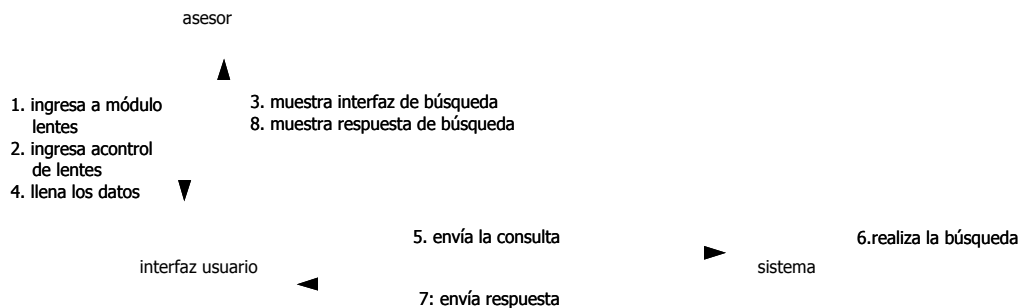 asesor
1. ingresa a módulo
lentes
2. ingresa acontrol
de lentes
4. llena los datos
3. muestra interfaz de búsqueda
8. muestra respuesta de búsqueda
5. envía la consulta
6.realiza la búsqueda
interfaz usuario
sistema
7: envía respuesta